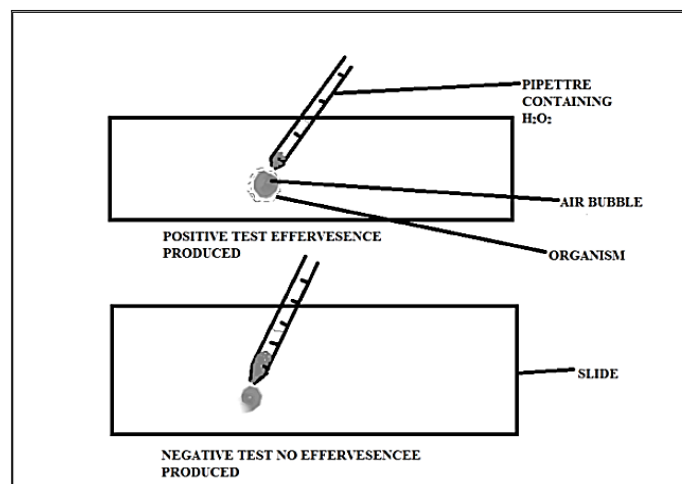 PIPETTRE
CONTAINING
H₂O₂
AIR BUBBLE
POSITIVE TEST EFFERVESENCE
PRODUCED
ORGANISM
SLIDE
NEGATIVE TEST NO EFFERVESENCEE
PRODUCED